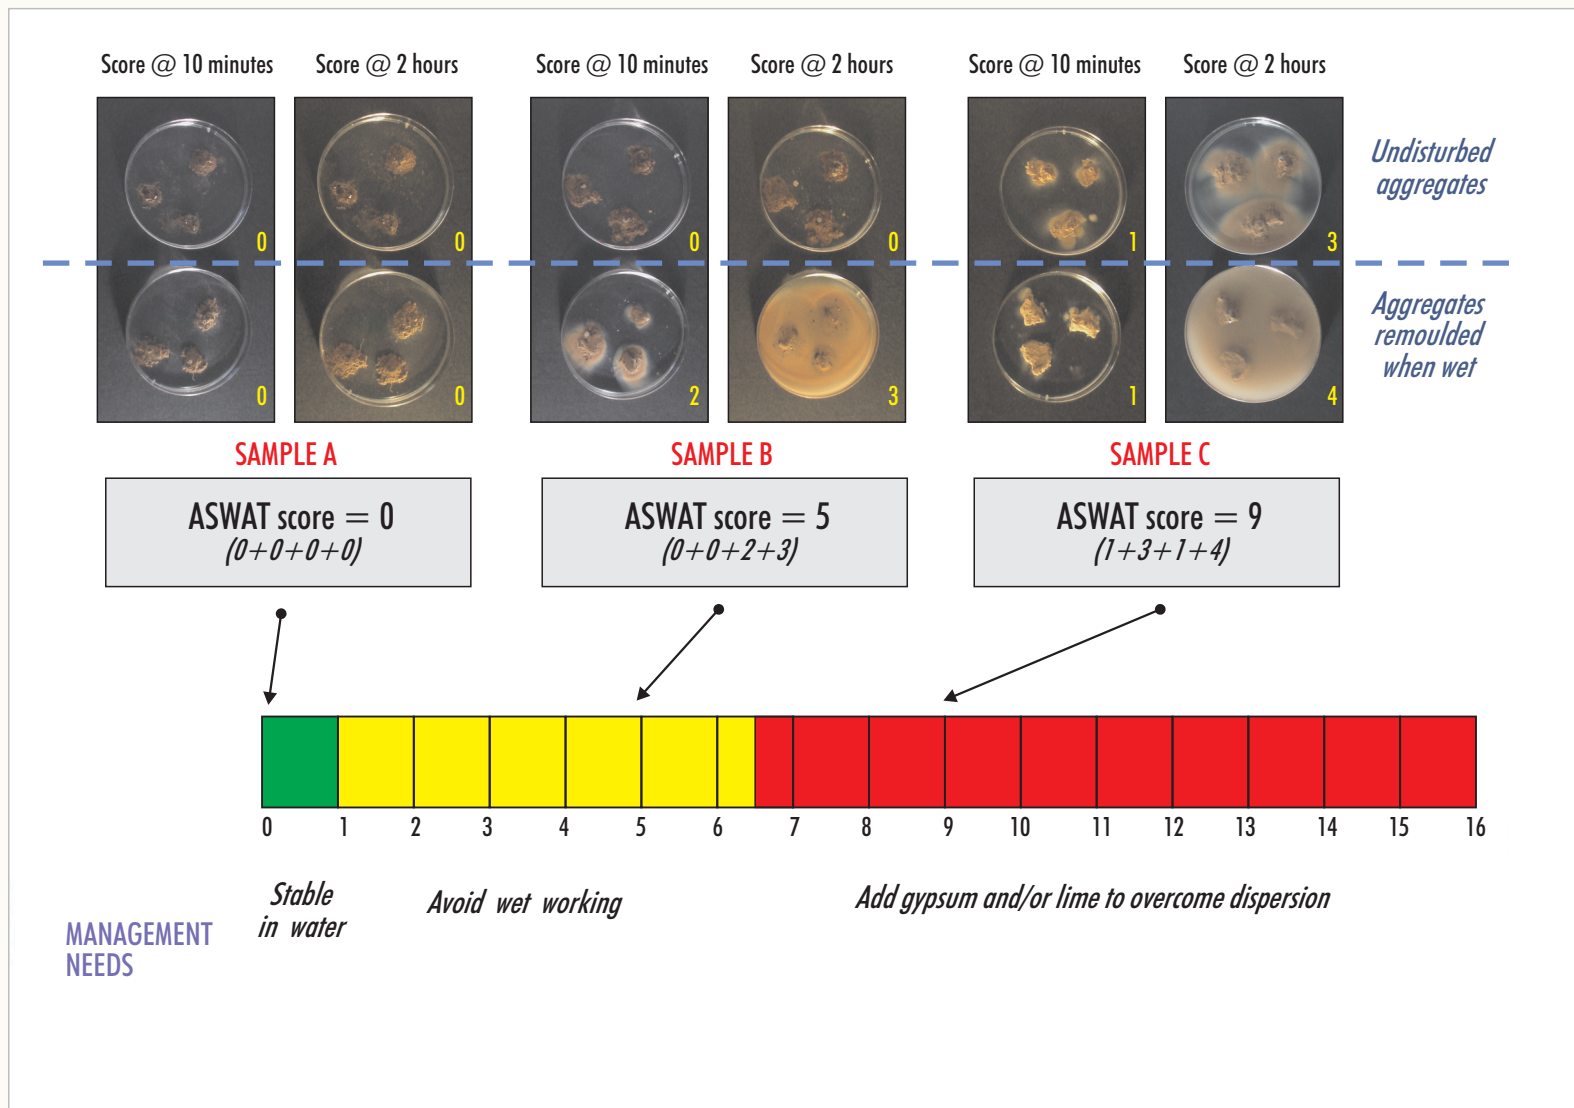 Score @ 10 minutes
Score @ 2 hours
Score @ 10 minutes
Score @ 2 hours
Score @ 10 minutes
Score @ 2 hours
0
0
0
0
1
3
Undisturbed
aggregates
0
0
2
3
1
4
Aggregates
remoulded
when wet
SAMPLE A
SAMPLE B
SAMPLE C
ASWAT score = 0
(0+0+0+0)
ASWAT score = 5
(0+0+2+3)
ASWAT score = 9
(1+3+1+4)
0 1 2 3 4 5 6 7 8 9 10 11 12 13 14 15 16
Stable
in water
Avoid wet working
Add gypsum and/or lime to overcome dispersion
MANAGEMENT
NEEDS